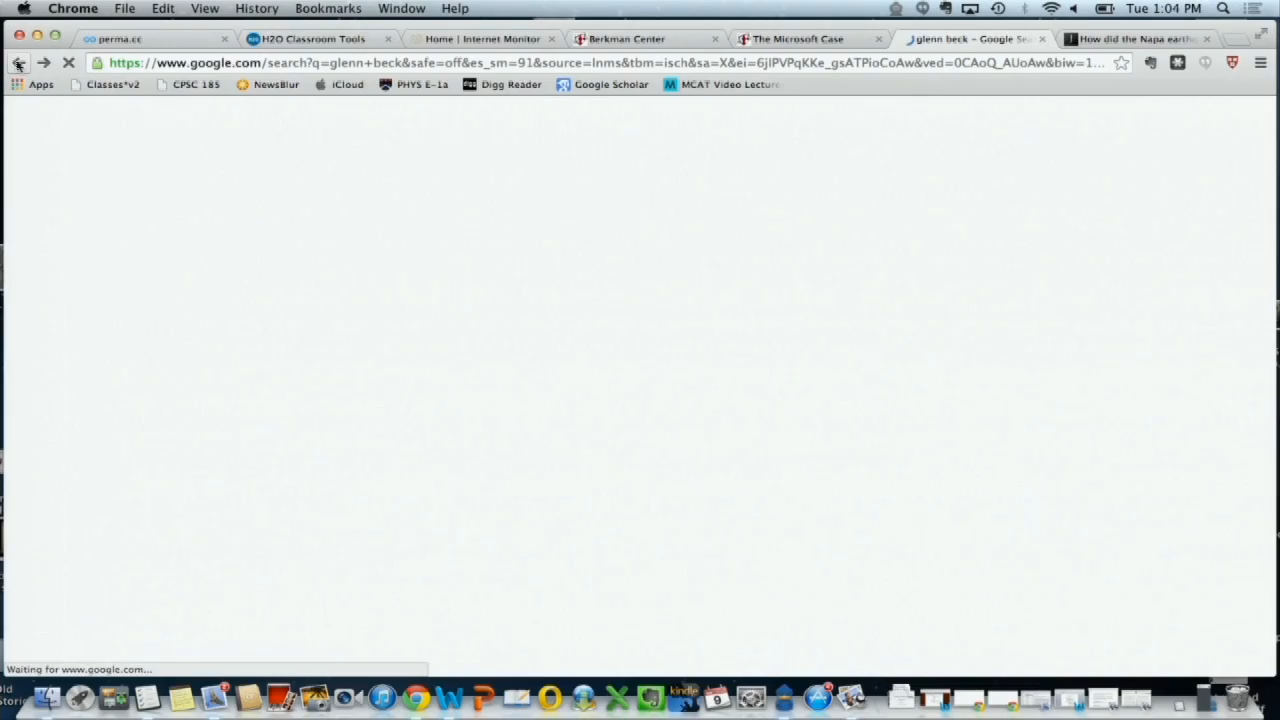 Chrome File Edit View History Bookmarks Window Help Tue 1:04 PM
perma.cc H2O Classroom Tools Home | Internet Monitor Berkman Center The Microsoft Case glenn beck - Google Sea How did the Napa earth
https://www.google.com/search?q=glenn+beck&safe=off&es_sm=91&source=lnms&tbm=isch&sa=X&ei=6jlPVPqKKe_gsATPioCoAw&ved=0CAoQ_AUoAw&biw=1...
Apps Classes*v2 CPSC 185 NewsBlur iCloud PHYS E-1a Digg Reader Google Scholar MCAT Video Lecture
Waiting for www.google.com...
kindle
9